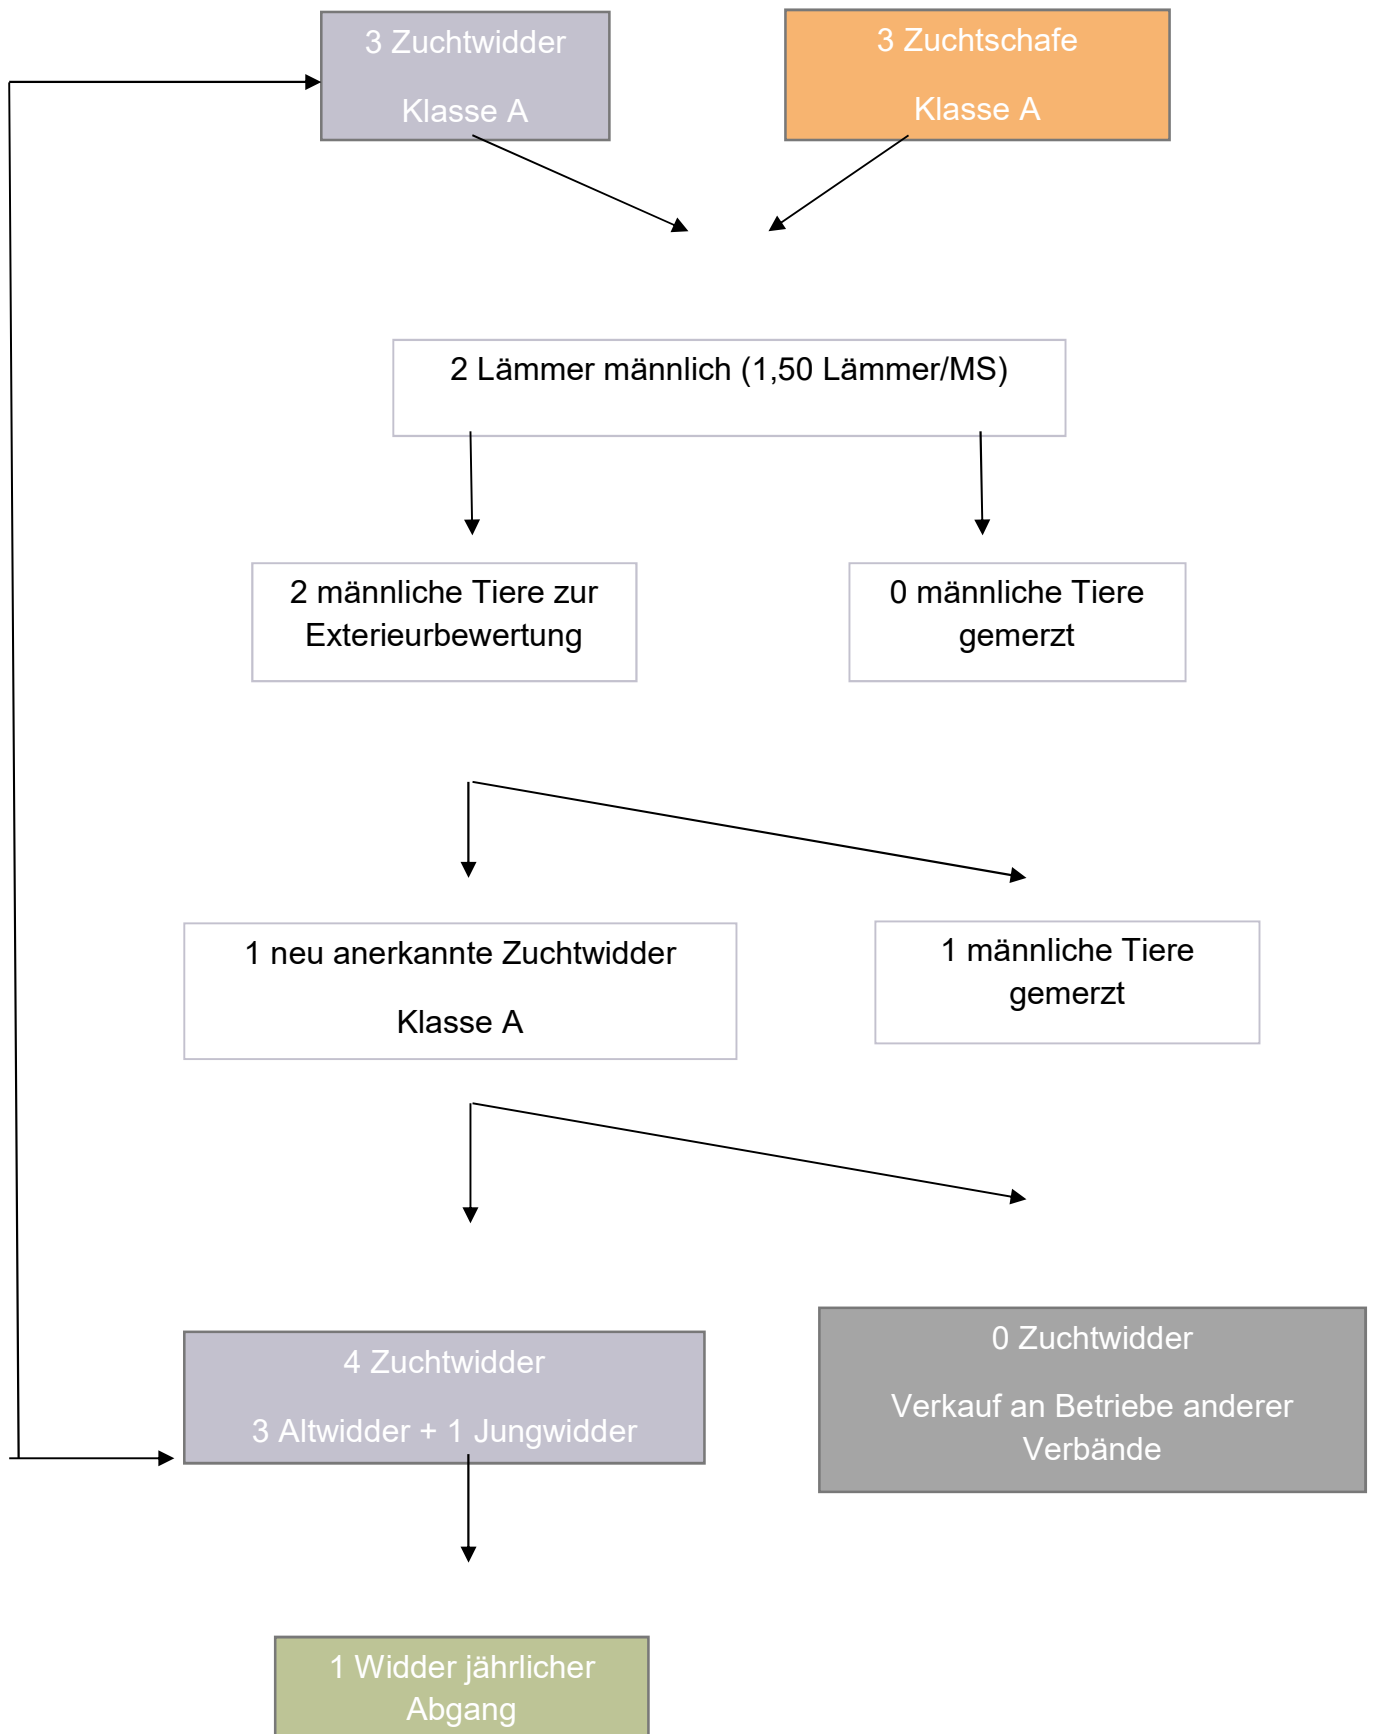 3 Zuchtwidder
Klasse A
3 Zuchtschafe
Klasse A
2 Lämmer männlich (1,50 Lämmer/MS)
2 männliche Tiere zur
Exterieurbewertung
0 männliche Tiere
gemerzt
1 neu anerkannte Zuchtwidder
Klasse A
1 männliche Tiere
gemerzt
4 Zuchtwidder
3 Altwidder + 1 Jungwidder
0 Zuchtwidder
Verkauf an Betriebe anderer
Verbände
1 Widder jährlicher
Abgang